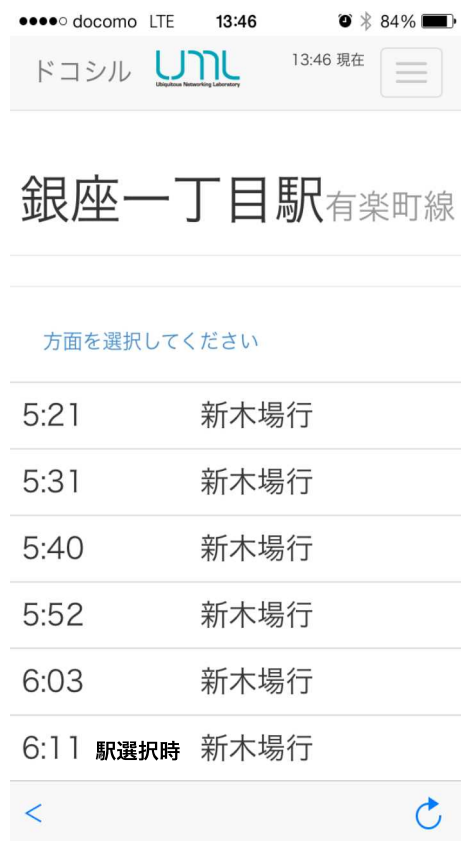 docomo LTE 13:46 84%
ドコシル UNL 13:46 現在
Ubiquitous Networking Laboratory
銀座一丁目駅有楽町線
方面を選択してください
5:21 新木場行
5:31 新木場行
5:40 新木場行
5:52 新木場行
6:03 新木場行
6:11 駅選択時 新木場行
<